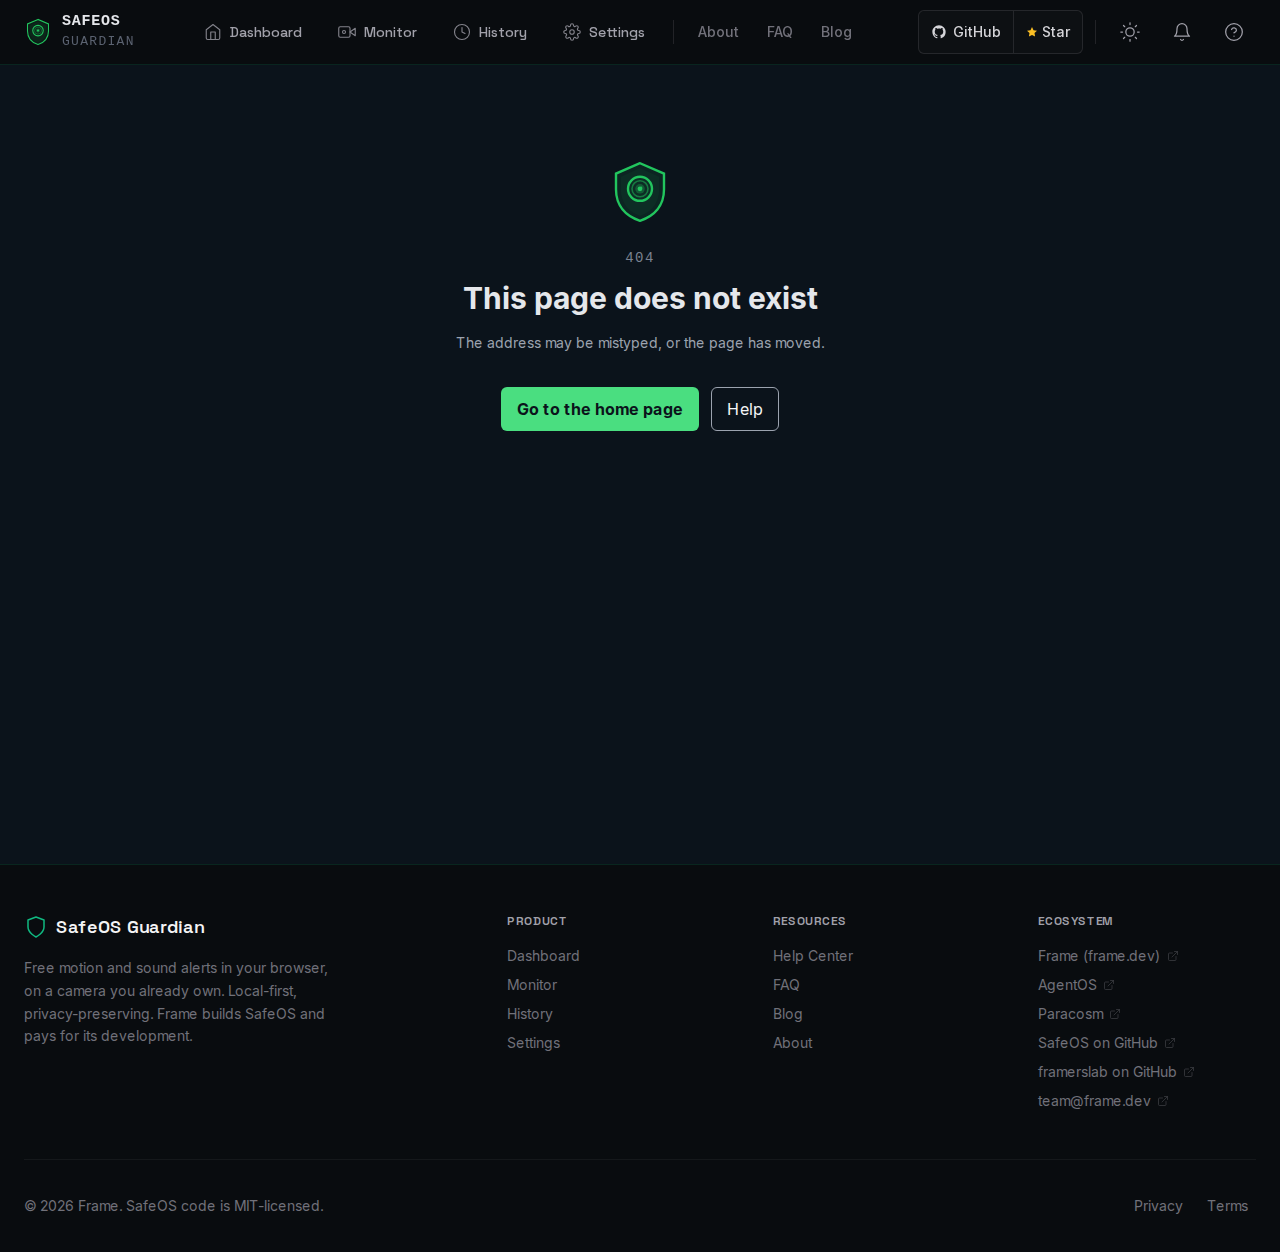 SAFEOS
GUARDIAN
Dashboard
Monitor
History
Settings
About
FAQ
Blog
GitHub
Star
404
This page does not exist
The address may be mistyped, or the page has moved.
Go to the home page
Help
SafeOS Guardian
Free motion and sound alerts in your browser,
on a camera you already own. Local-first,
privacy-preserving. Frame builds SafeOS and
pays for its development.
PRODUCT
Dashboard
Monitor
History
Settings
RESOURCES
Help Center
FAQ
Blog
About
ECOSYSTEM
Frame (frame.dev)
AgentOS
Paracosm
SafeOS on GitHub
framerslab on GitHub
team@frame.dev
© 2026 Frame. SafeOS code is MIT-licensed.
Privacy
Terms